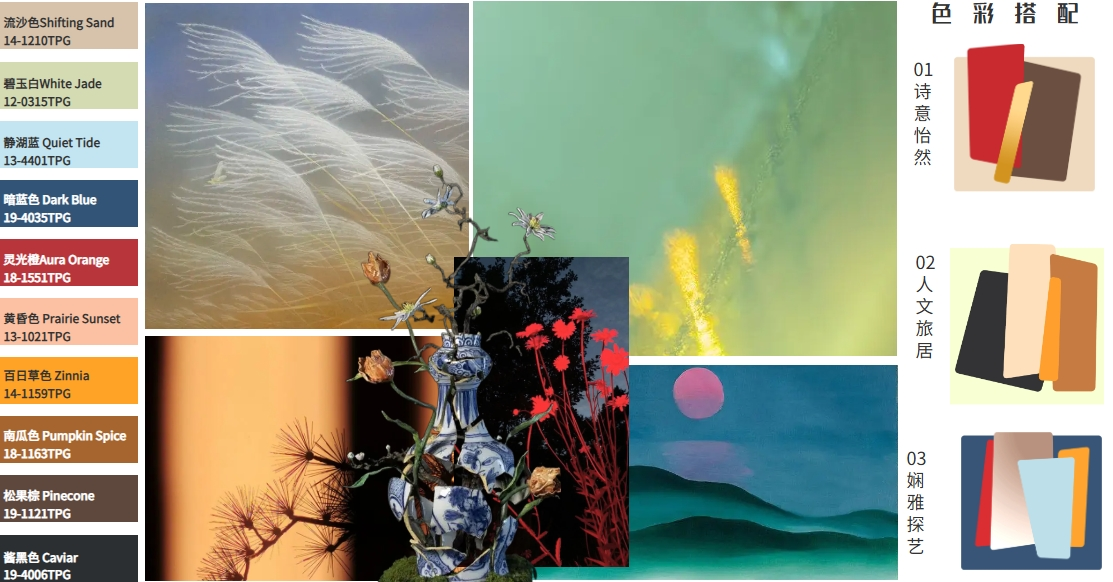 流沙色Shifting Sand
14-1210TPG
碧玉白White Jade
12-0315TPG
静湖蓝 Quiet Tide
13-4401TPG
暗蓝色 Dark Blue
19-4035TPG
灵光橙Aura Orange
18-1551TPG
黄昏色 Prairie Sunset
13-1021TPG
百日草色 Zinnia
14-1159TPG
南瓜色 Pumpkin Spice
18-1163TPG
松果棕 Pinecone
19-1121TPG
酱黑色 Caviar
19-4006TPG
色彩搭配
01
诗意怡然
02
人文旅居
03
娴雅探艺